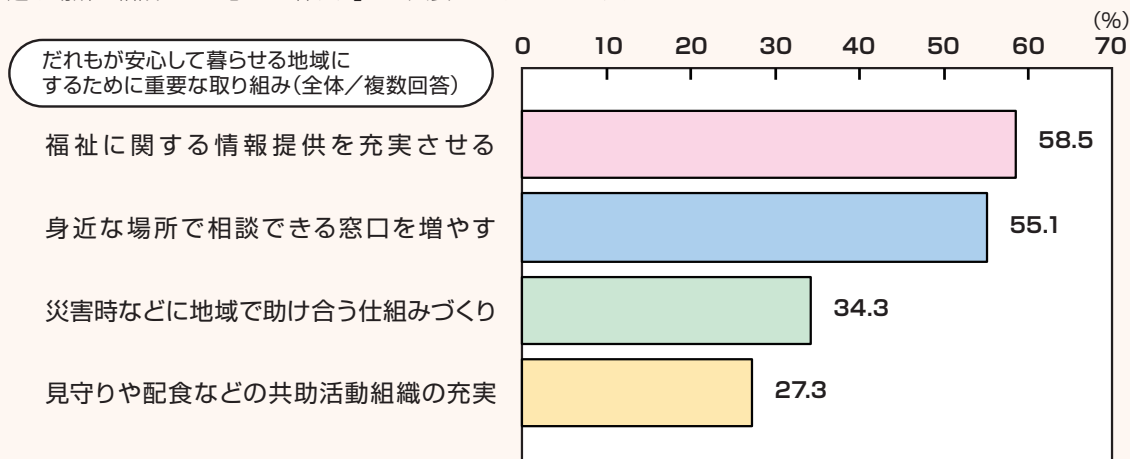 (%)
0 10 20 30 40 50 60 70
だれもが安心して暮らせる地域に
するために重要な取り組み(全体／複数回答)
福祉に関する情報提供を充実させる 58.5
身近な場所で相談できる窓口を増やす 55.1
災害時などに地域で助け合う仕組みづくり 34.3
見守りや配食などの共助活動組織の充実 27.3